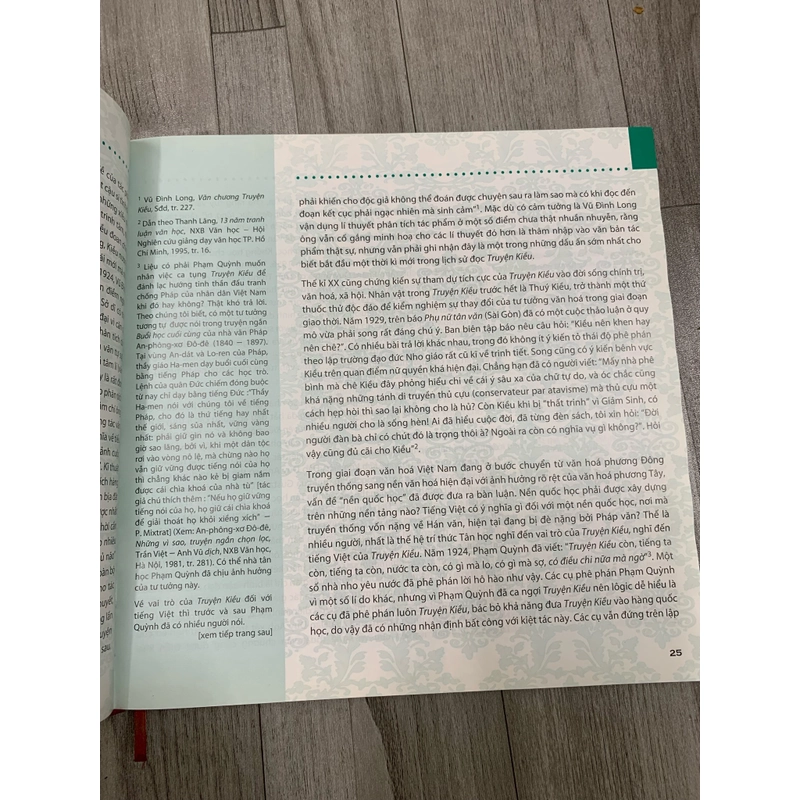 ¹ Vũ Đình Long, Văn chương Truyện
Kiều, Sđd, tr. 227.
² Dẫn theo Thanh Lãng, 13 năm tranh
luận văn học, NXB Văn học – Hội
Nghiên cứu giảng dạy văn học TP. Hồ
Chí Minh, 1995, tr. 16.
³ Liệu có phải Phạm Quỳnh muốn
nhân việc ca tụng Truyện Kiều để
đánh lạc hướng tinh thần đấu tranh
chống Pháp của nhân dân Việt Nam
khi đó hay không? Thật khó trả lời.
Theo chúng tôi biết, có một tư tưởng
tương tự được nói trong truyện ngắn
Buổi học cuối cùng của nhà văn Pháp
An-phông-xơ Đô-đê (1840 – 1897).
Tại vùng An-dát và Lo-ren của Pháp,
thầy giáo Ha-men dạy buổi cuối cùng
bằng tiếng Pháp cho các học trò.
Lệnh của quân Đức chiếm đóng buộc
từ nay chỉ dạy bằng tiếng Đức :"Thầy
Ha-men nói với chúng tôi về tiếng
Pháp, cho đó là thứ tiếng hay nhất
thế giới, sáng sủa nhất, vững vàng
nhất: phải giữ gìn nó và không bao
giờ sao lãng, bởi vì, khi một dân tộc
rơi vào vòng nô lệ, mà chừng nào họ
vẫn giữ vững được tiếng nói của họ
thì chẳng khác nào kẻ bị giam nắm
được cái chìa khoá của nhà tù" [tác
giả chú thích thêm : "Nếu họ giữ vững
tiếng nói của họ, họ giữ cái chìa khoá
để giải thoát họ khỏi xiềng xích" –
P. Mixtrat] (Xem: An-phông-xơ Đô-đê,
Những vì sao, truyện ngắn chọn lọc,
Trần Việt – Anh Vũ dịch, NXB Văn học,
Hà Nội, 1981, tr. 281). Có thể nhà tân
học Phạm Quỳnh đã chịu ảnh hưởng
của tư tưởng này.
Về vai trò của Truyện Kiều đối với
tiếng Việt thì trước và sau Phạm
Quỳnh đã có nhiều người nói.
[xem tiếp trang sau]
phải khiến cho độc giả không thể đoán được chuyện sau ra làm sao mà có khi đọc đến
đoạn kết cục phải ngạc nhiên mà sinh cảm"¹. Mặc dù có cảm tưởng là Vũ Đình Long
vận dụng lí thuyết phân tích tác phẩm ở một số điểm chưa thật nhuần nhuyễn, rằng
ông vẫn cố gắng minh hoạ cho các lí thuyết đó hơn là thâm nhập vào văn bản tác
phẩm thật sự, nhưng vẫn phải ghi nhận đây là một trong những dấu ấn sớm nhất cho
biết bắt đầu một thời kì mới trong lịch sử đọc Truyện Kiều.
Thế kỉ XX cũng chứng kiến sự tham dự tích cực của Truyện Kiều vào đời sống chính trị,
văn hoá, xã hội. Nhân vật trong Truyện Kiều trước hết là Thuý Kiều, trở thành một thứ
thuốc thử độc đáo để kiểm nghiệm sự thay đổi của tư tưởng văn hoá trong giai đoạn
giao thời. Năm 1929, trên báo Phụ nữ tân văn (Sài Gòn) đã có một cuộc thảo luận ở quy
mô vừa phải song rất đáng chú ý. Ban biên tập báo nêu câu hỏi: "Kiều nên khen hay
nên chê?". Có nhiều bài trả lời khác nhau, trong đó không ít ý kiến tỏ thái độ phê phán
theo lập trường đạo đức Nho giáo rất cũ kĩ về trinh tiết. Song cũng có ý kiến bênh vực
Kiều trên quan điểm nữ quyền khá hiện đại. Chẳng hạn đã có người viết: "Mấy nhà phê
bình mà chê Kiều đây phỏng hiểu chi về cái ý sâu xa của chữ tự do, và óc chắc cũng
khá nặng những tánh di truyền thủ cựu (conservateur par atavisme) mà thủ cựu một
cách hẹp hòi thì sao lại không cho là hủ? Còn Kiều khi bị "thất trinh" vì Giám Sinh, có
nhiều người cho là sống hèn! Ai đã hiểu cuộc đời, đã từng đèn sách, tôi xin hỏi: "Đời
người đàn bà chỉ có chút đó là trọng thôi à? Ngoài ra còn có nghĩa vụ gì không?". Hỏi
vậy cũng đủ cãi cho Kiều"².
Trong giai đoạn văn hoá Việt Nam đang ở bước chuyển từ văn hoá phương Đông
truyền thống sang nền văn hoá hiện đại với ảnh hưởng rõ rệt của văn hoá phương Tây,
vấn đề "nền quốc học" đã được đưa ra bàn luận. Nền quốc học phải được xây dựng
trên những nền tảng nào? Tiếng Việt có ý nghĩa gì đối với một nền quốc học, nơi mà
truyền thống vốn nặng về Hán văn, hiện tại đang bị đè nặng bởi Pháp văn? Thế là
nhiều người, nhất là thế hệ trí thức Tân học nghĩ đến vai trò của Truyện Kiều, nghĩ đến
tiếng Việt của Truyện Kiều. Năm 1924, Phạm Quỳnh đã viết: "Truyện Kiều còn, tiếng ta
còn, tiếng ta còn, nước ta còn, có gì mà lo, có gì mà sợ, có điều chi nữa mà ngờ"³. Một
số nhà nho yêu nước đã phê phán lời hô hào như vậy. Các cụ phê phán Phạm Quỳnh
vì một số lí do khác, nhưng vì Phạm Quỳnh đã ca ngợi Truyện Kiều nên lôgic dễ hiểu là
các cụ đã phê phán luôn Truyện Kiều, bác bỏ khả năng đưa Truyện Kiều vào hàng quốc
học, do vậy đã có những nhận định bất công với kiệt tác này. Các cụ vẫn đứng trên lập
25